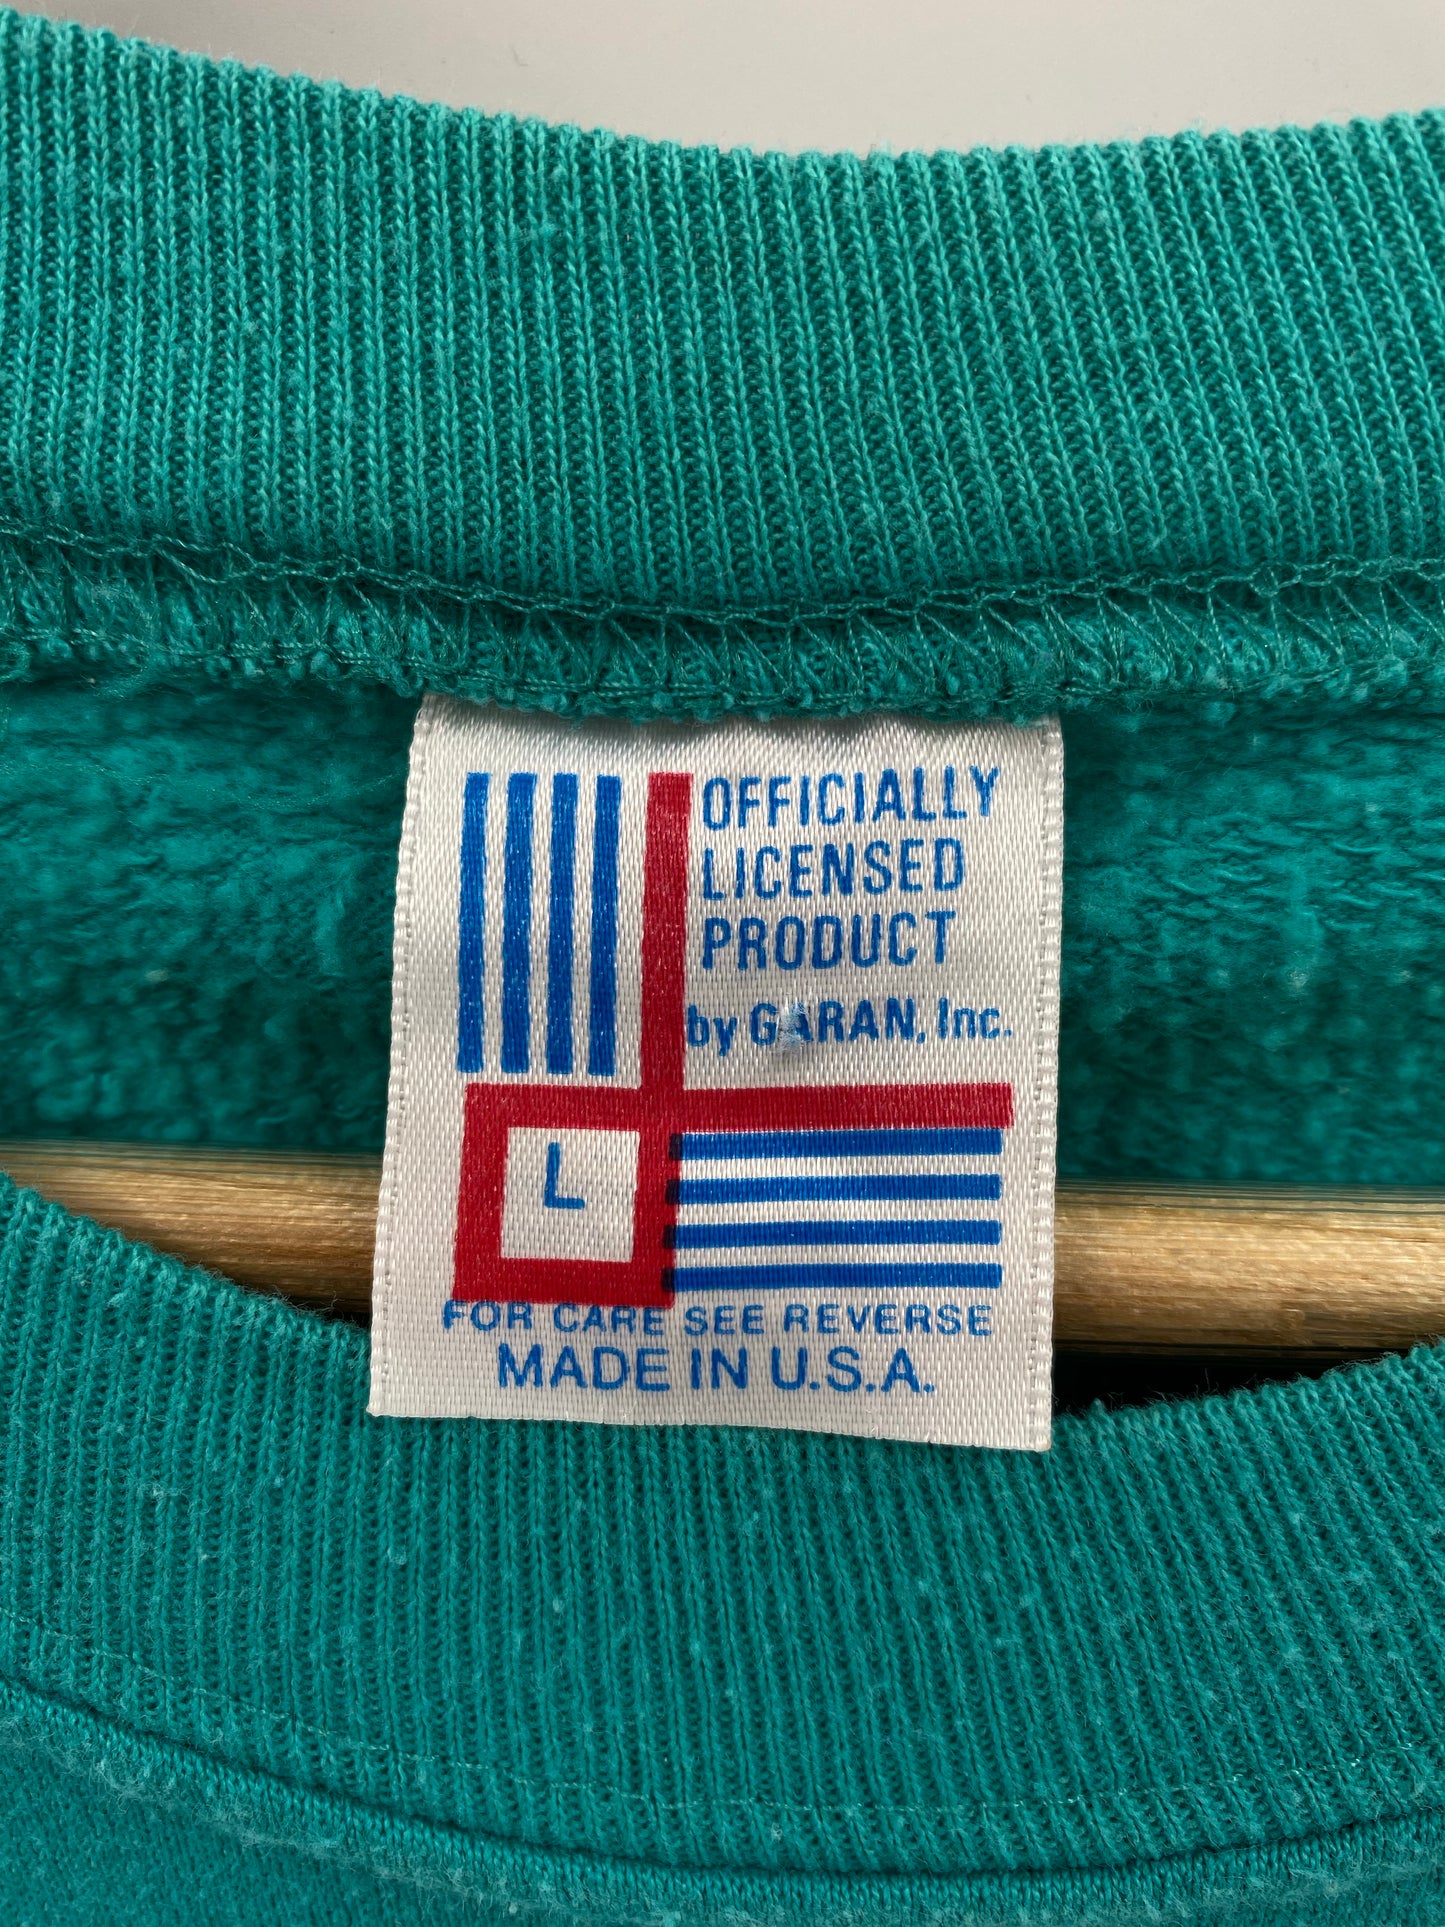 OFFICIALLY
LICENSED
PRODUCT
by GARAN, Inc.
L
FOR CARE SEE REVERSE
MADE IN U.S.A.